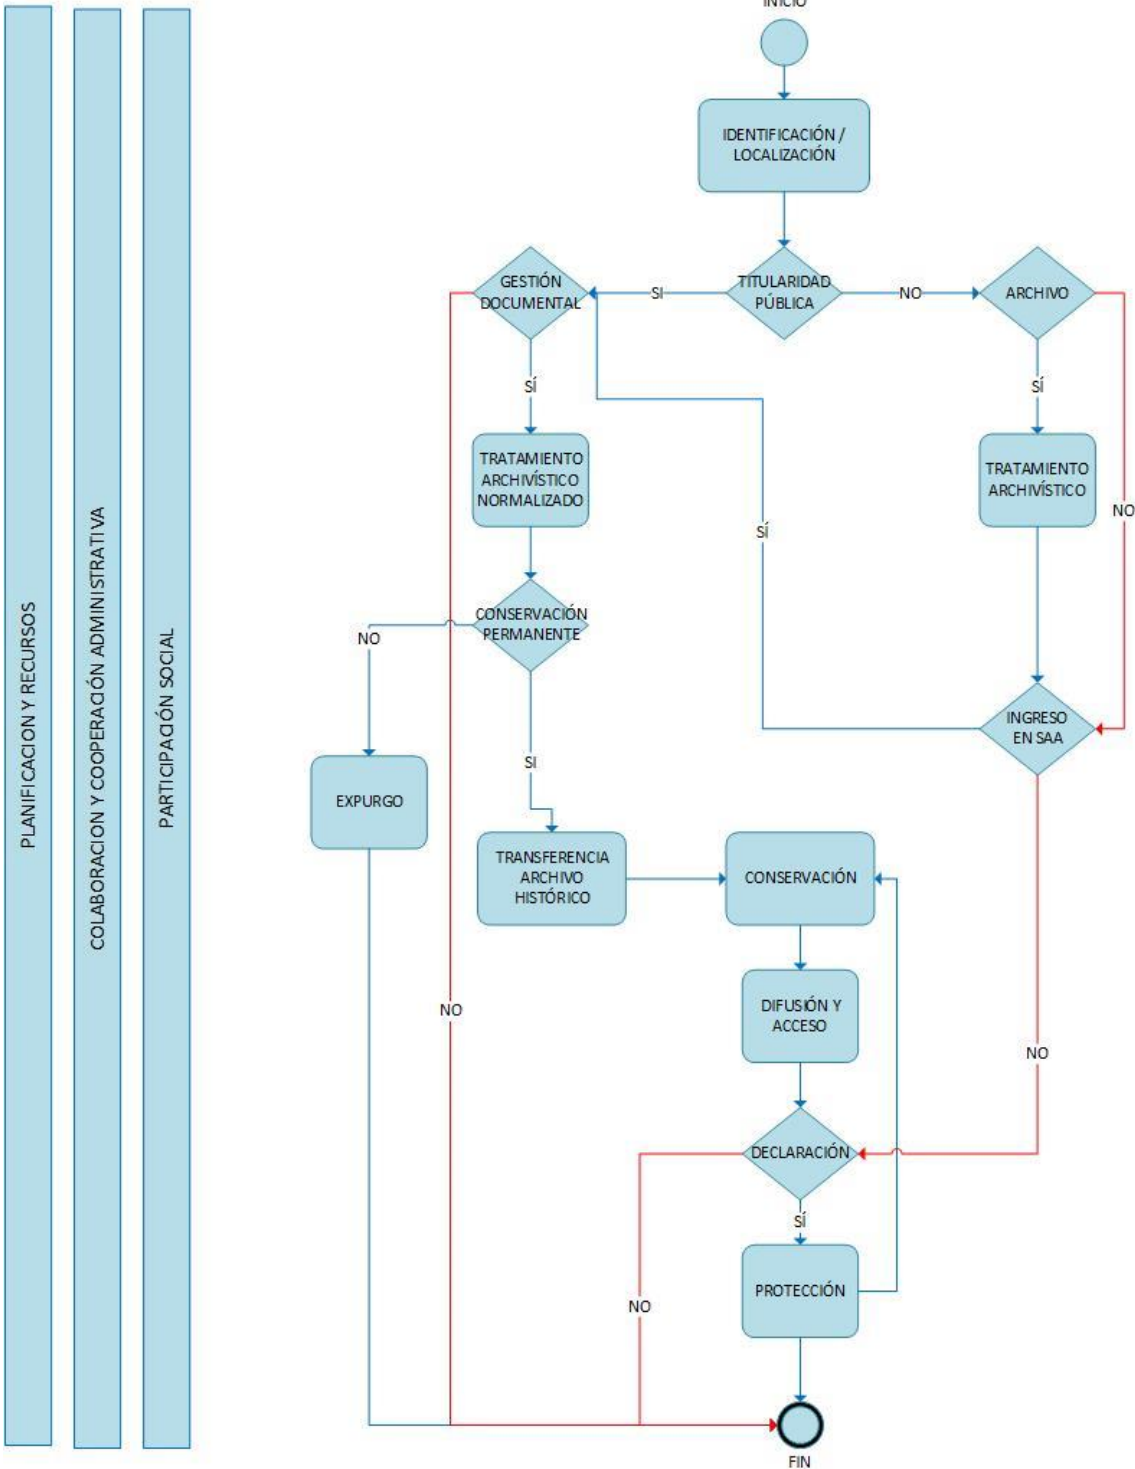 INICIO
IDENTIFICACIÓN /
LOCALIZACIÓN
GESTIÓN
DOCUMENTAL
SI
TITULARIDAD
PÚBLICA
NO
ARCHIVO
SÍ
SÍ
TRATAMIENTO
ARCHIVÍSTICO
NORMALIZADO
TRATAMIENTO
ARCHIVÍSTICO
NO
SÍ
CONSERVACIÓN
PERMANENTE
NO
INGRESO
EN SAA
SI
EXPURGO
TRANSFERENCIA
ARCHIVO
HISTÓRICO
CONSERVACIÓN
DIFUSIÓN Y
ACCESO
NO
NO
DECLARACIÓN
SÍ
PROTECCIÓN
NO
FIN
PLANIFICACION Y RECURSOS
COLABORACION Y COOPERACIÓN ADMINISTRATIVA
PARTICIPACIÓN SOCIAL